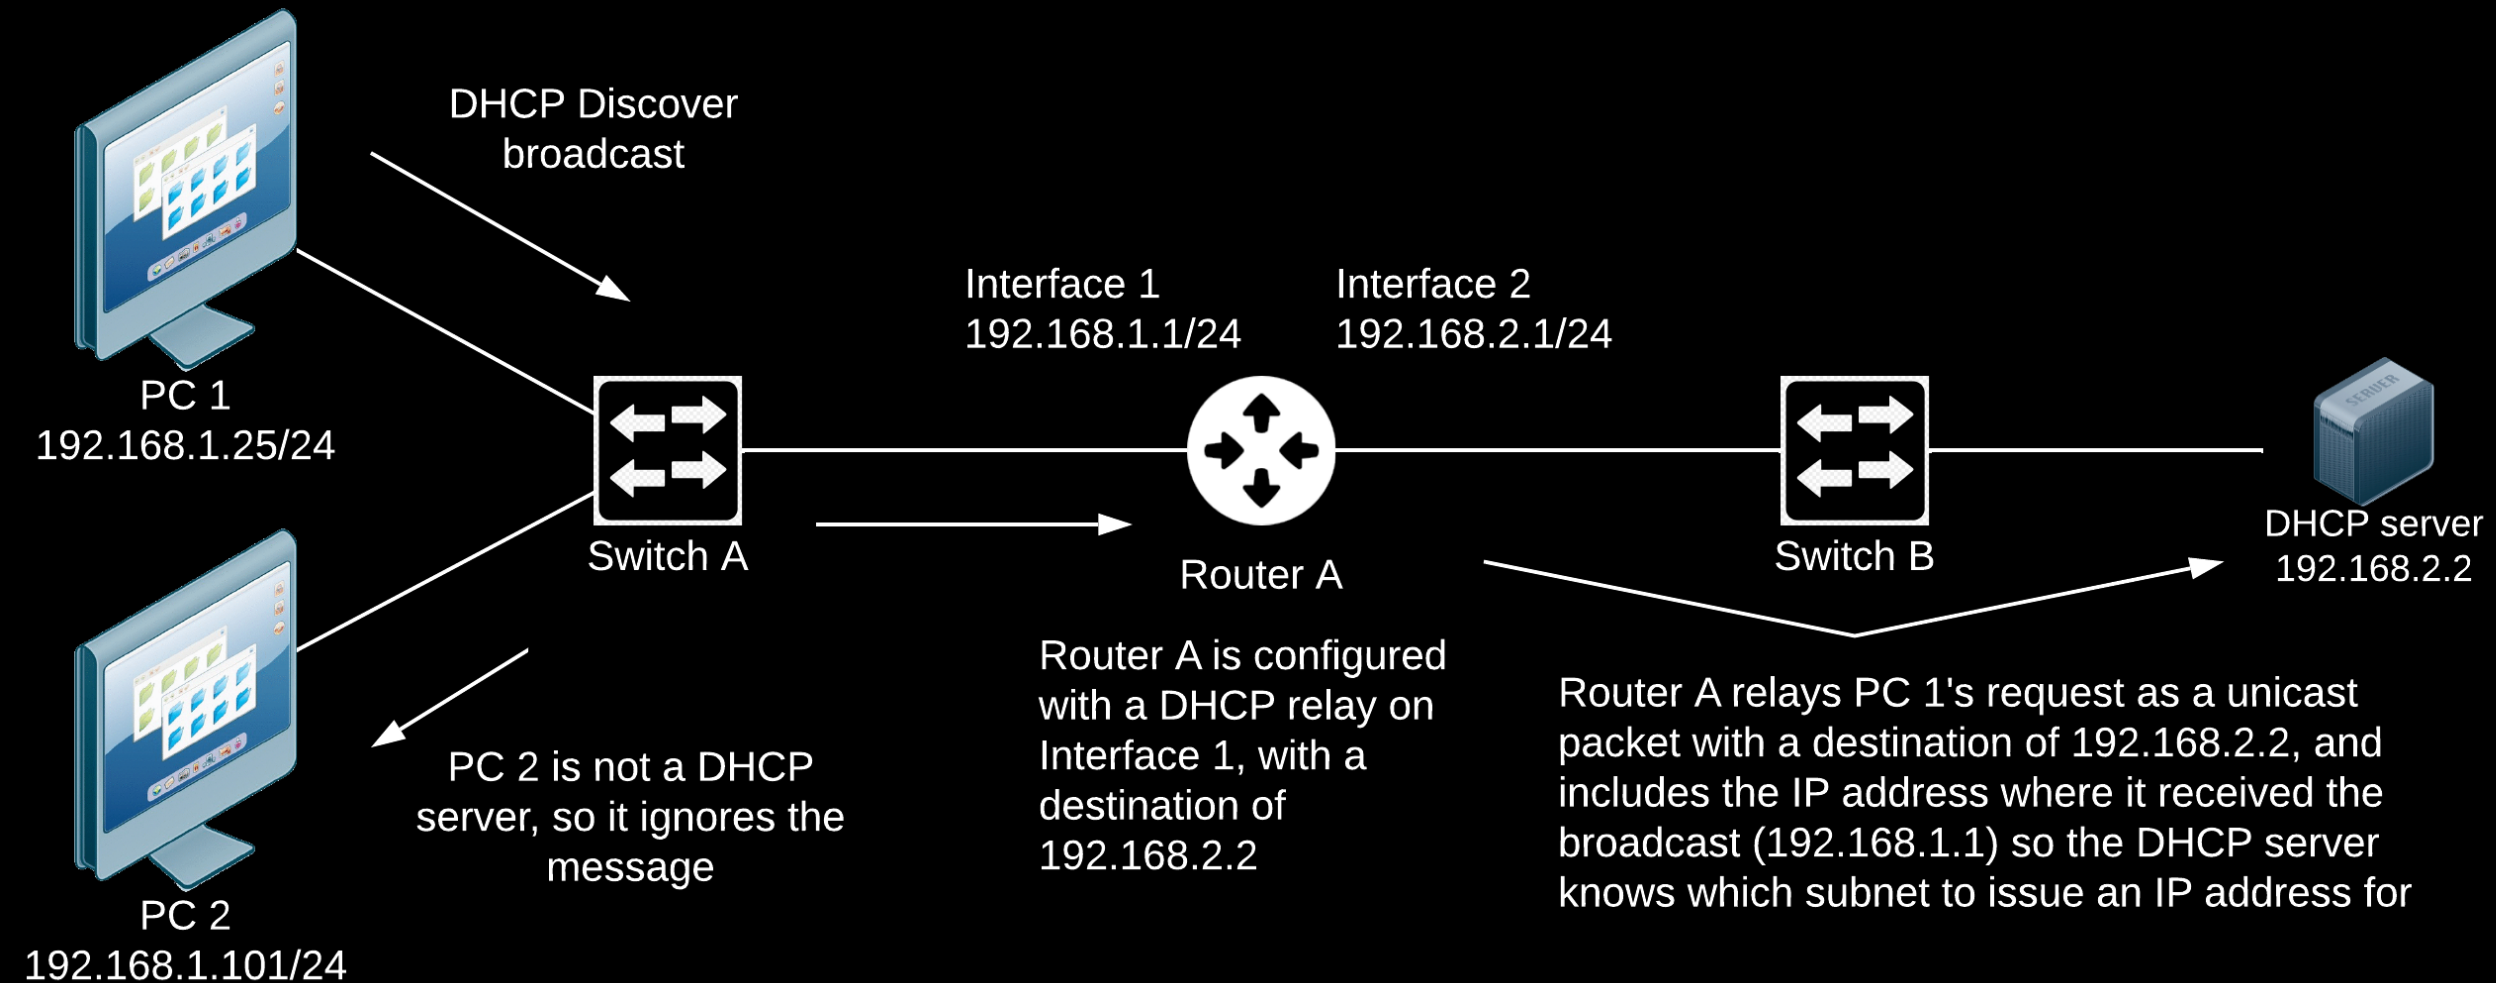 DHCP Discover
broadcast
Interface 1
192.168.1.1/24
Interface 2
192.168.2.1/24
PC 1
192.168.1.25/24
SERVER
DHCP server
192.168.2.2
Switch A
Router A
Switch B
Router A is configured
with a DHCP relay on
Interface 1, with a
destination of
192.168.2.2
Router A relays PC 1's request as a unicast
packet with a destination of 192.168.2.2, and
includes the IP address where it received the
broadcast (192.168.1.1) so the DHCP server
knows which subnet to issue an IP address for
PC 2 is not a DHCP
server, so it ignores the
message
PC 2
192.168.1.101/24